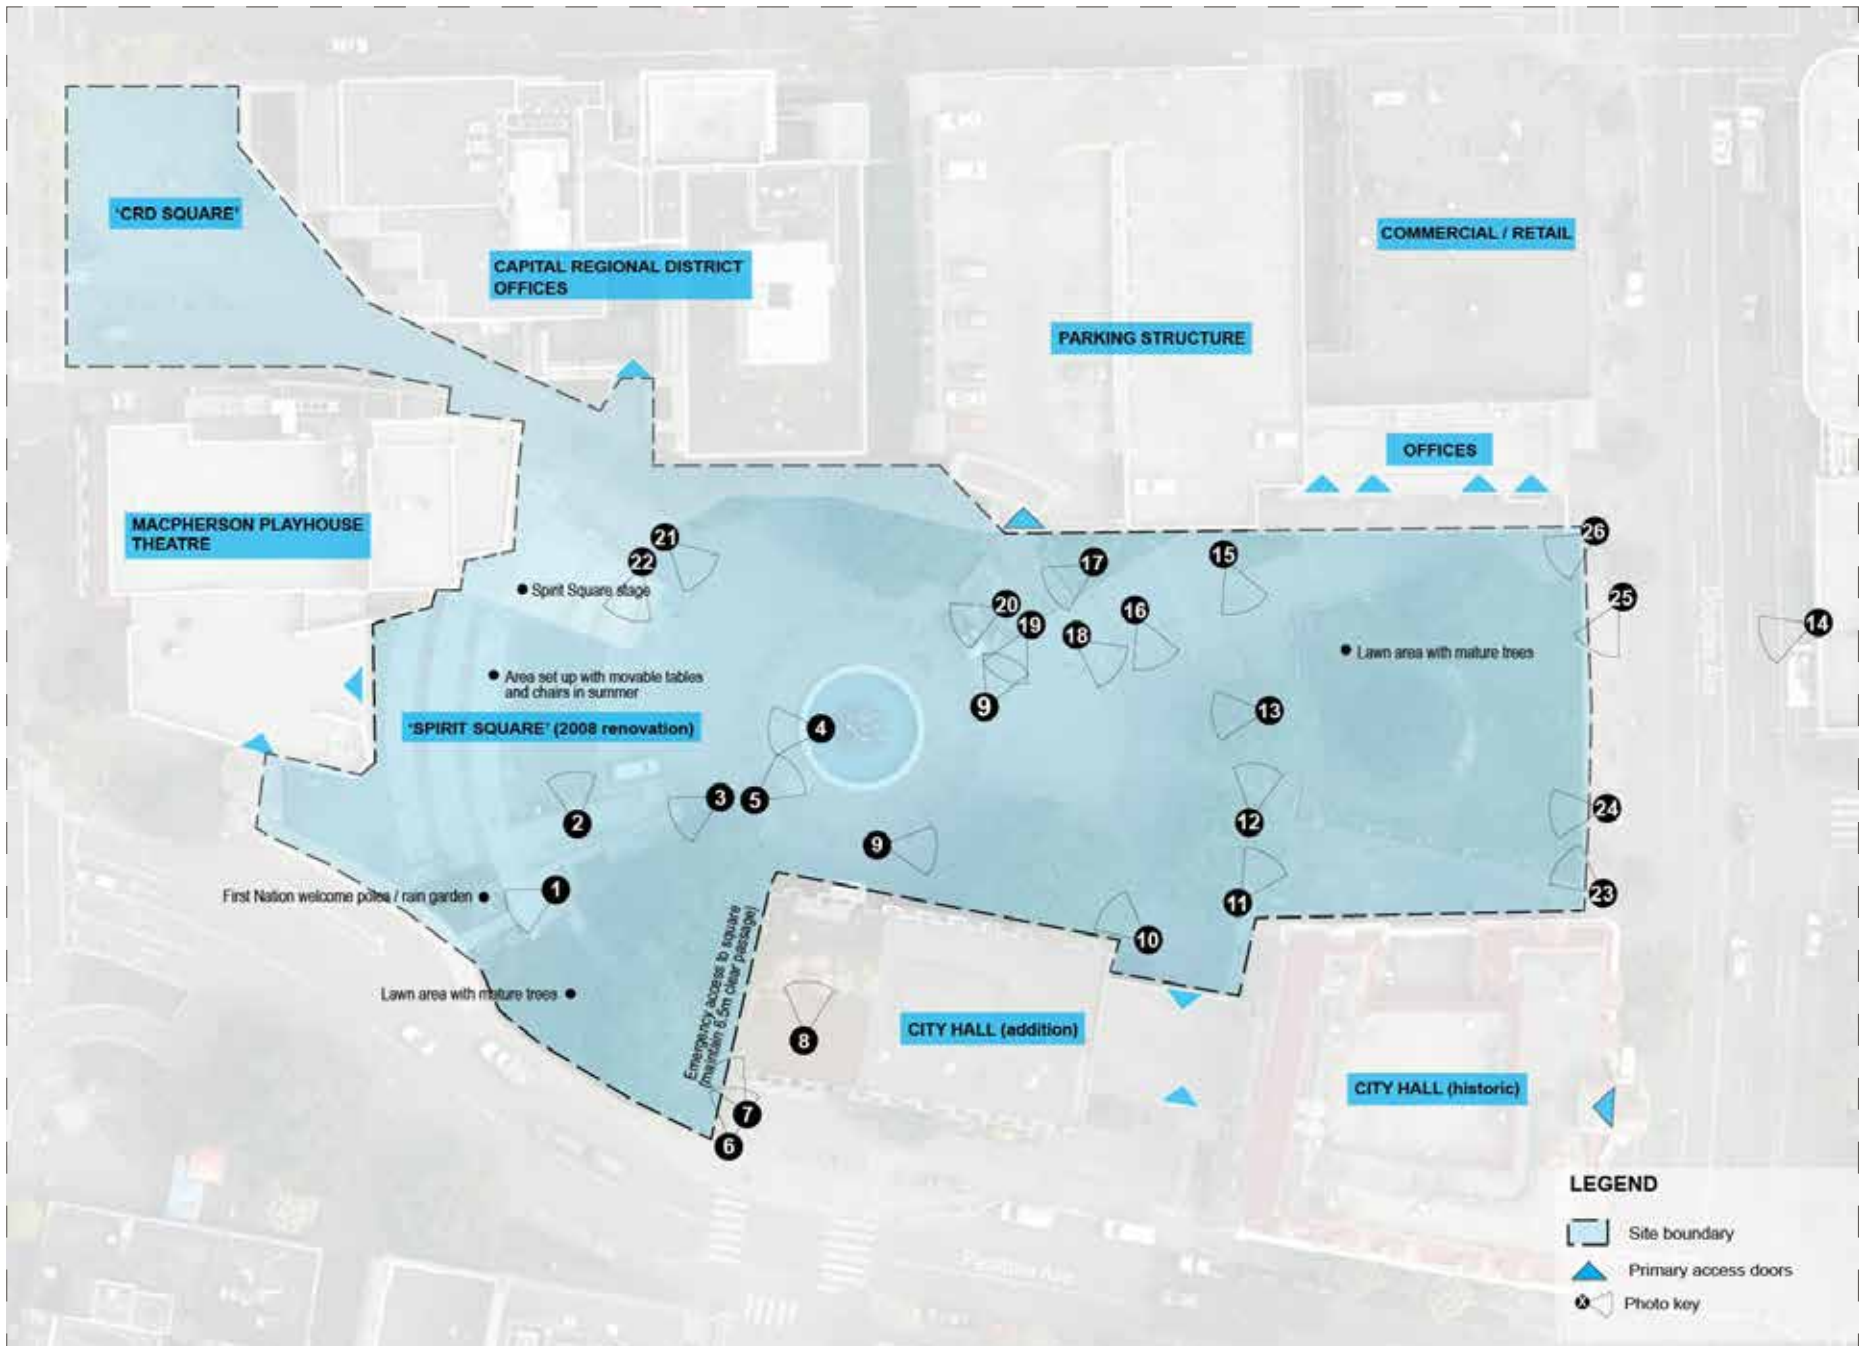 'CRD SQUARE'
COMMERCIAL / RETAIL
CAPITAL REGIONAL DISTRICT
OFFICES
PARKING STRUCTURE
OFFICES
MACPHERSON PLAYHOUSE
THEATRE
26
21
15
17
22
Spirit Square stage
25
20
16
14
19
18
Lawn area with mature trees
Area set up with movable tables
and chairs in summer
9
13
'SPIRIT SQUARE' (2008 renovation)
4
3
5
24
2
12
9
First Nation welcome poles / rain garden
1
23
11
10
Lawn area with mature trees
Emergency access to square
(maintain 6.5m clear passage)
CITY HALL (addition)
8
CITY HALL (historic)
7
6
LEGEND
Site boundary
Primary access doors
X
Photo key